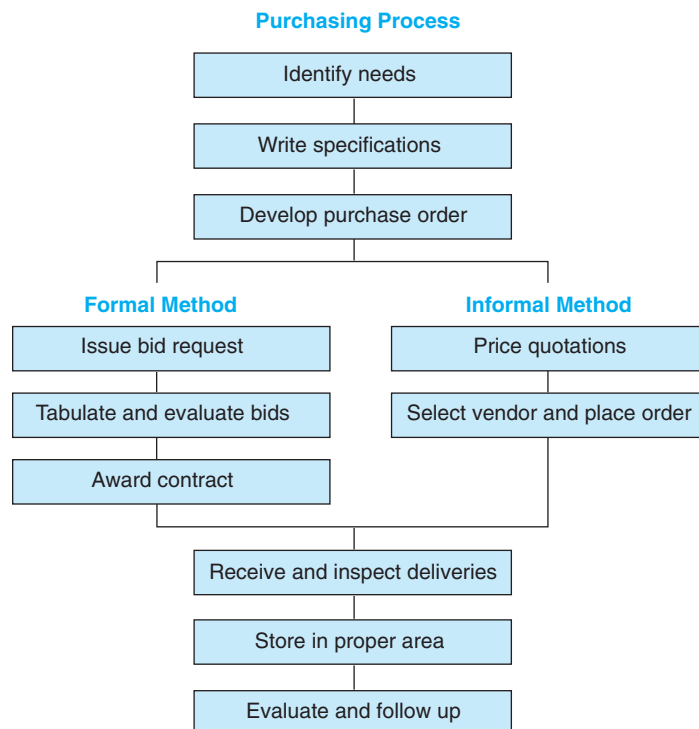 Purchasing Process
Identify needs
Write specifications
Develop purchase order
Formal Method
Issue bid request
Tabulate and evaluate bids
Award contract
Informal Method
Price quotations
Select vendor and place order
Receive and inspect deliveries
Store in proper area
Evaluate and follow up